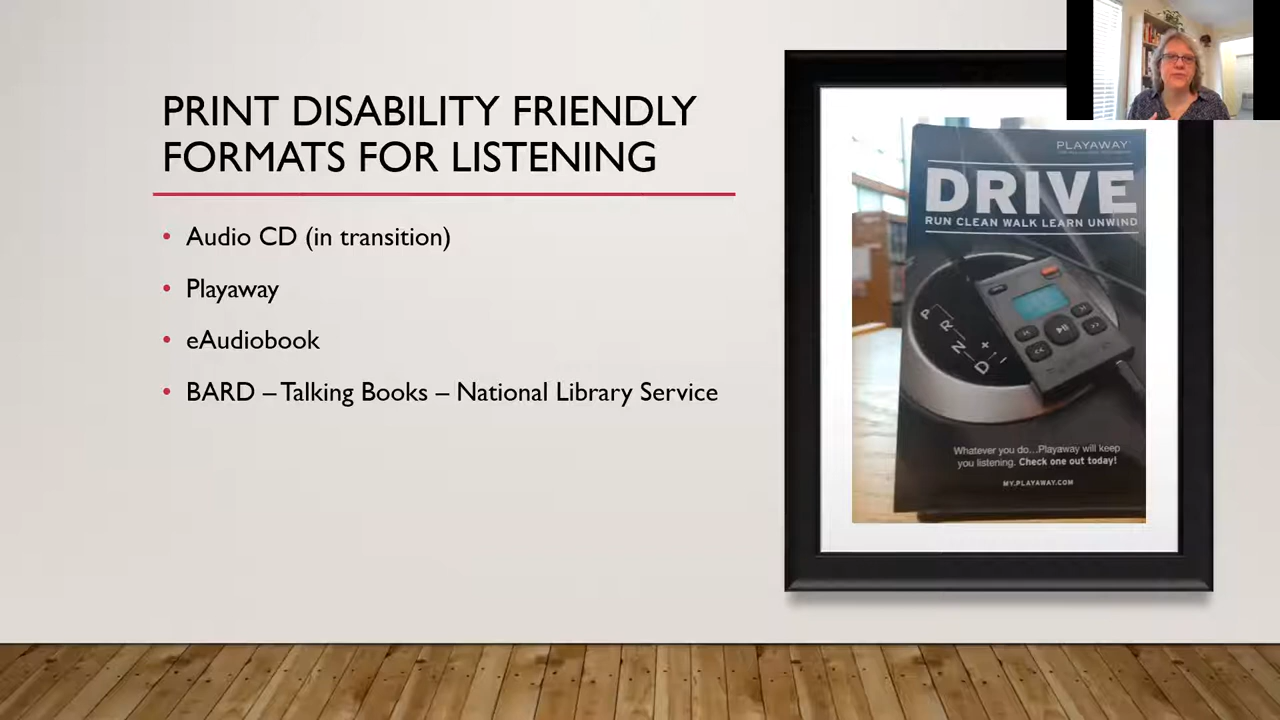 PRINT DISABILITY FRIENDLY
FORMATS FOR LISTENING
• Audio CD (in transition)
• Playaway
• eAudiobook
• BARD – Talking Books – National Library Service
PLAYAWAY
DRIVE
RUN CLEAN WALK LEARN UNWIND
P
R
N
D + –
Whatever you do...Playaway will keep
you listening. Check one out today!
MY.PLAYAWAY.COM